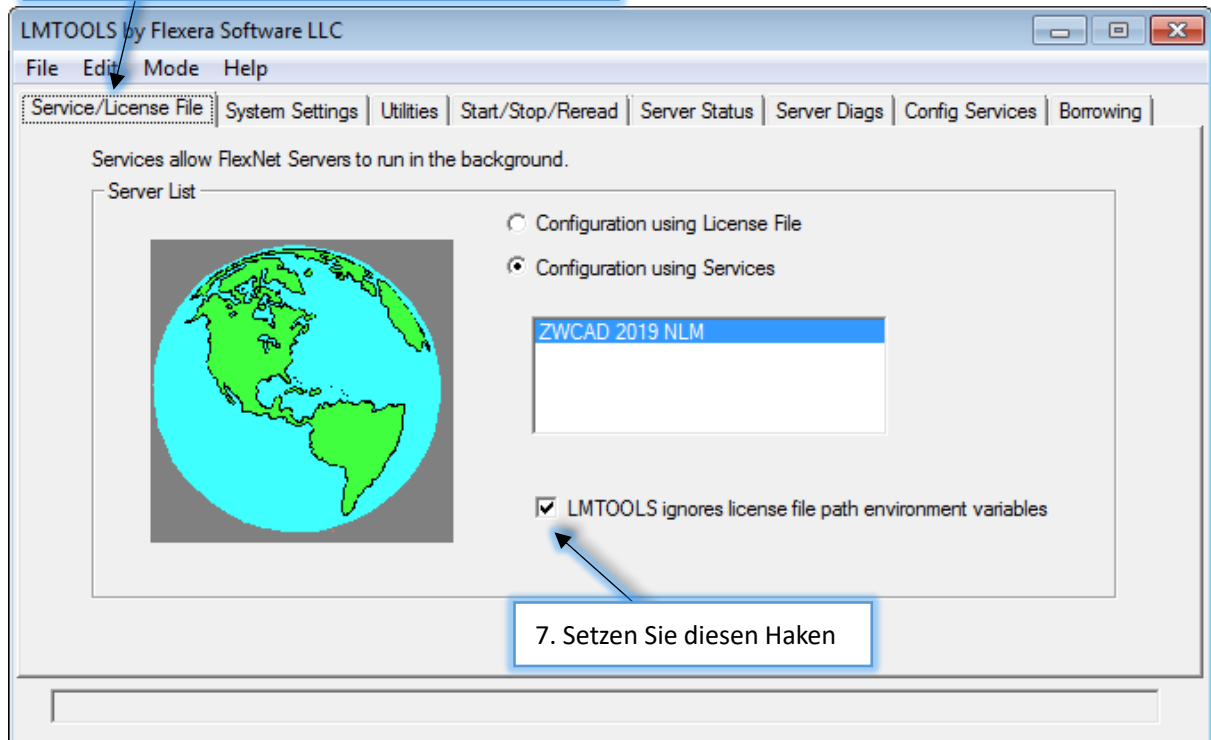 LMTOOLS by Flexera Software LLC
File Edit Mode Help
Service/License File System Settings Utilities Start/Stop/Reread Server Status Server Diags Config Services Borrowing
Services allow FlexNet Servers to run in the background.
Server List
Configuration using License File
Configuration using Services
ZWCAD 2019 NLM
LMTOOLS ignores license file path environment variables
7. Setzen Sie diesen Haken